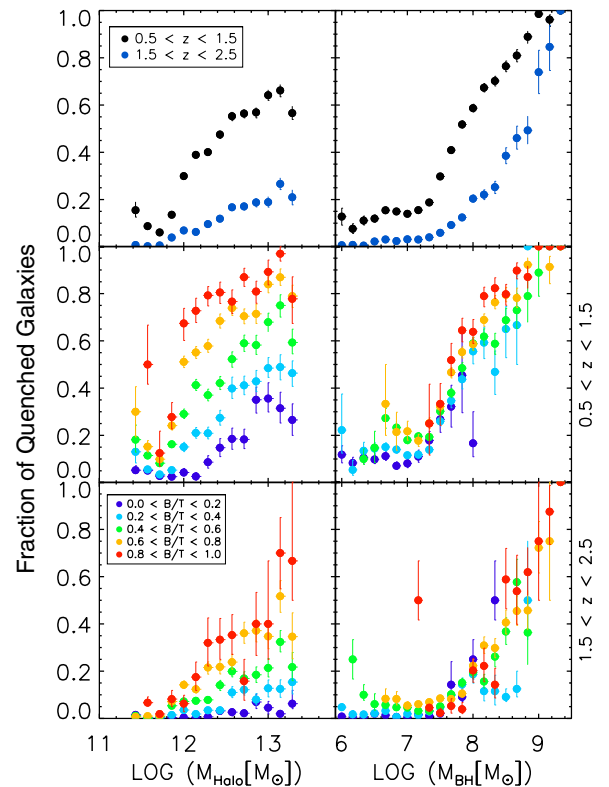 1.0
0.8
0.6
0.4
0.2
0.0
0.5 < z < 1.5
1.5 < z < 2.5
1.0
0.8
0.6
0.4
0.2
0.0
0.5 < z < 1.5
Fraction of Quenched Galaxies
1.0
0.8
0.6
0.4
0.2
0.0
0.0 < B/T < 0.2
0.2 < B/T < 0.4
0.4 < B/T < 0.6
0.6 < B/T < 0.8
0.8 < B/T < 1.0
1.5 < z < 2.5
11 12 13 6 7 8 9
LOG (M_Halo[M_⊙]) LOG (M_BH[M_⊙])